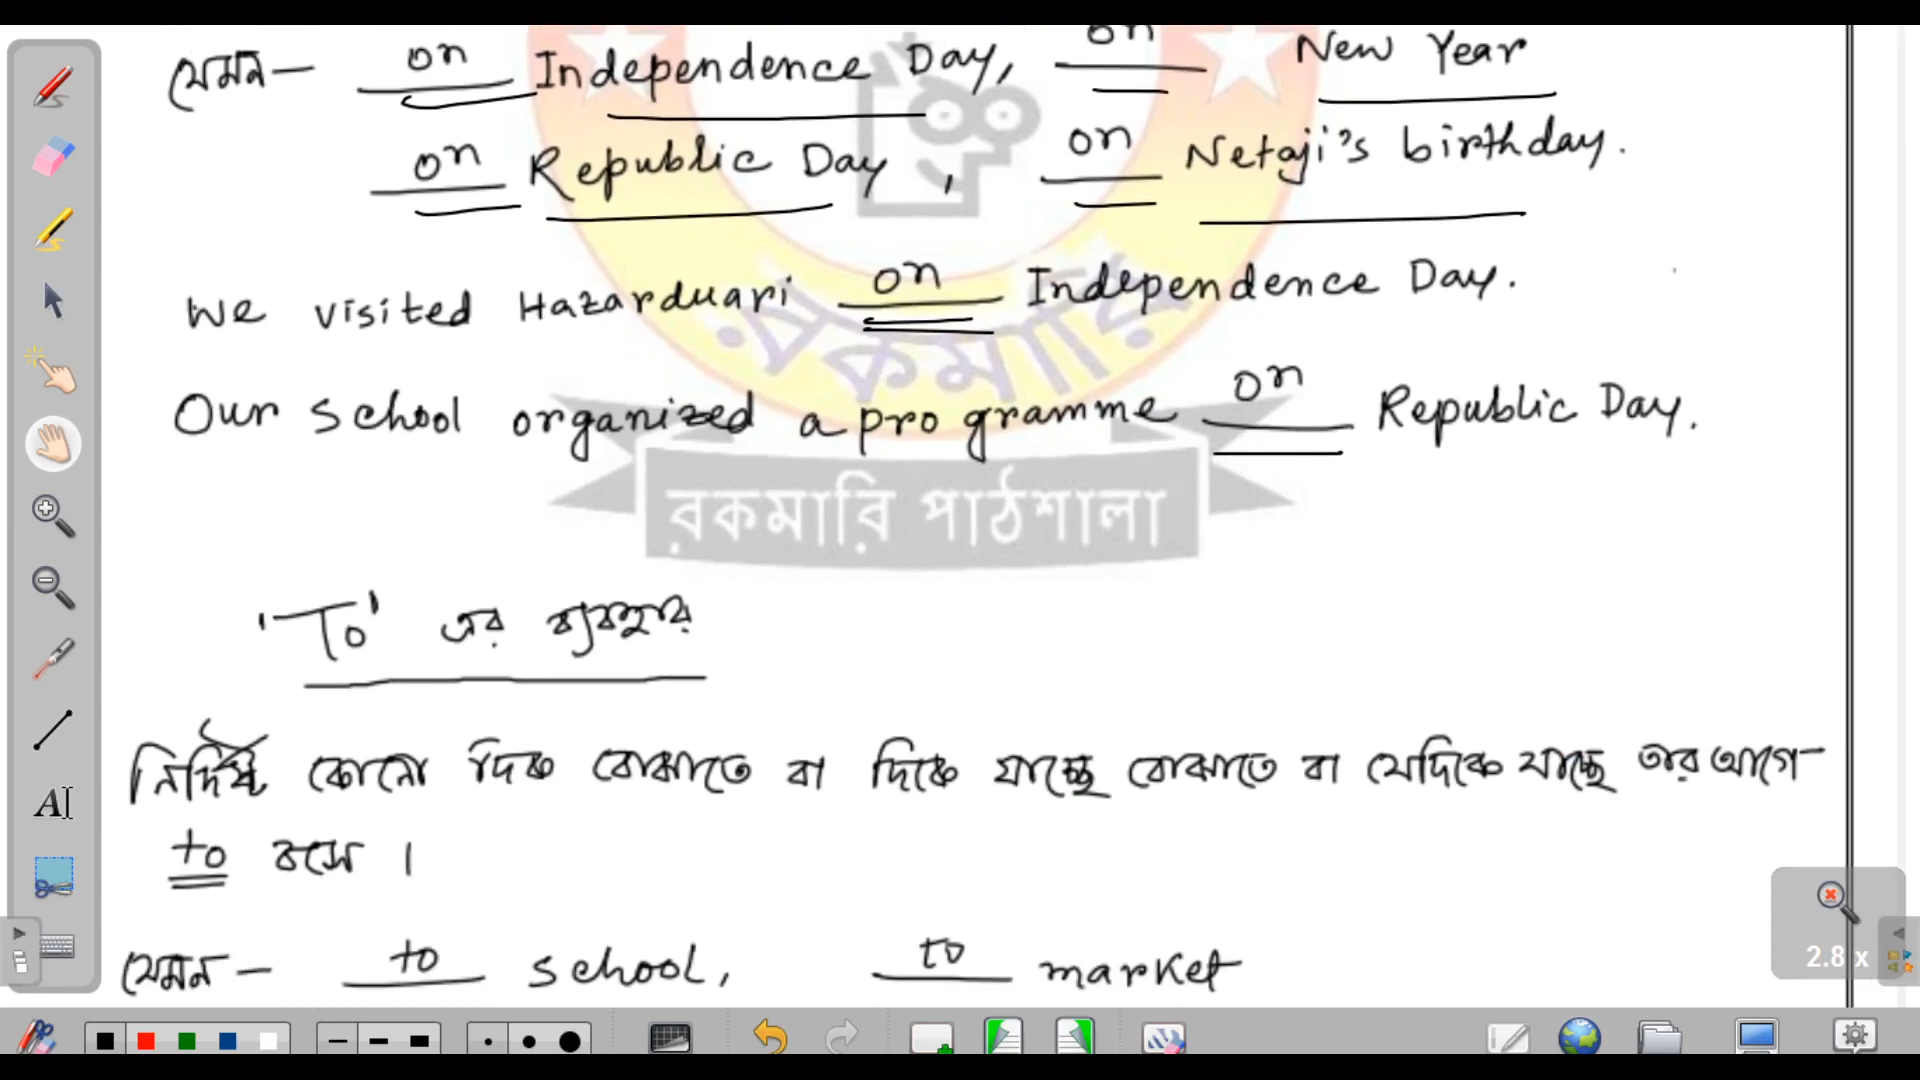 যেমন— on Independence Day, on New Year
on Republic Day, on Netaji's birthday.
We visited Hazarduari on Independence Day.
রকমারি
Our school organized a programme on Republic Day.
রকমারি পাঠশালা
'To' এর ব্যবহার
নির্দিষ্ট কোনো দিক বোঝাতে বা দিকে যাচ্ছে বোঝাতে বা যেদিকে যাচ্ছে তার আগে—
to বসে।
যেমন— to school, to market
2.8 x